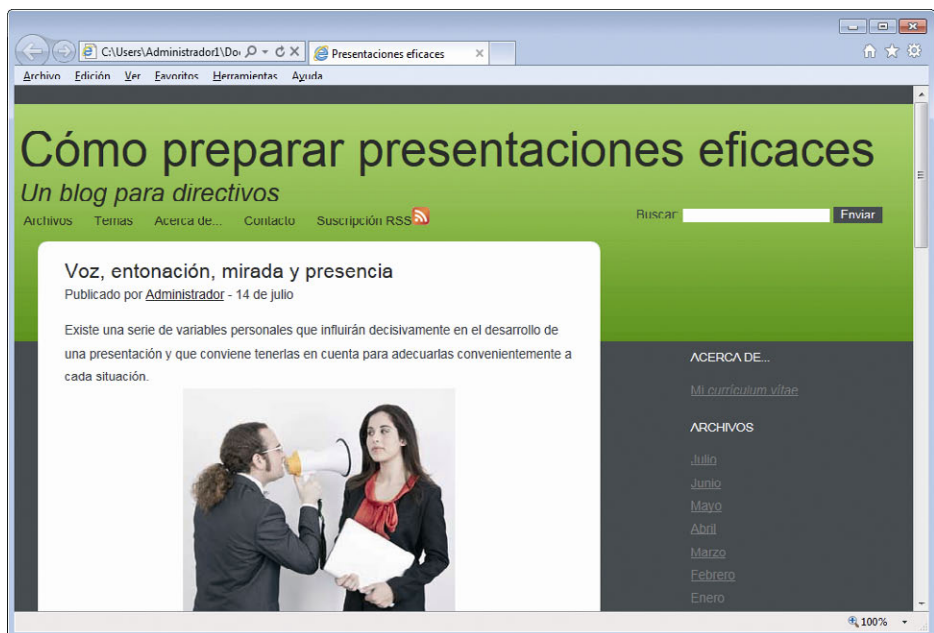 C:\Users\Administrador1\Do
Presentaciones eficaces
Archivo Edición Ver Favoritos Herramientas Ayuda
Cómo preparar presentaciones eficaces
Un blog para directivos
Archivos Temas Acerca de... Contacto Suscripción RSS
Buscar: Enviar
Voz, entonación, mirada y presencia
Publicado por Administrador - 14 de julio
Existe una serie de variables personales que influirán decisivamente en el desarrollo de
una presentación y que conviene tenerlas en cuenta para adecuarlas convenientemente a
cada situación.
ACERCA DE...
Mi currículum vítae
ARCHIVOS
Julio
Junio
Mayo
Abril
Marzo
Febrero
Enero
100%